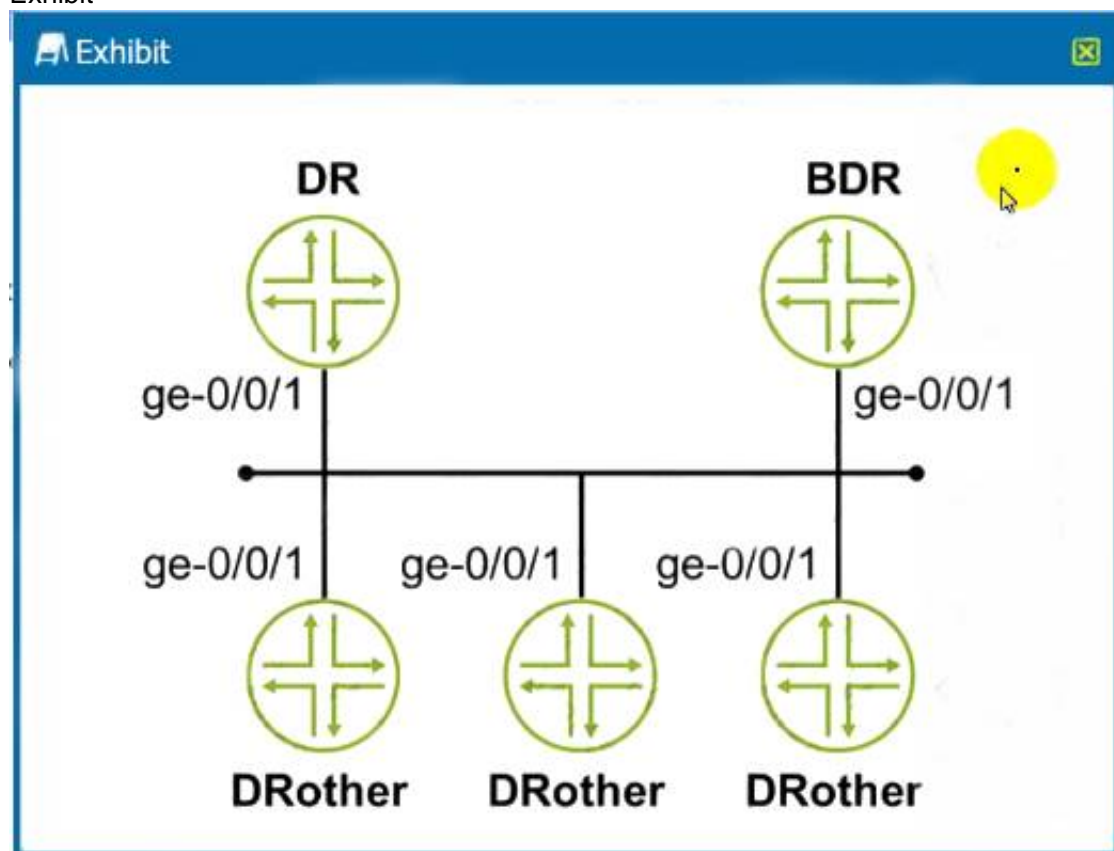 Exhibit
Exhibit
DR BDR
ge-0/0/1 ge-0/0/1
ge-0/0/1 ge-0/0/1 ge-0/0/1
DRother DRother DRother